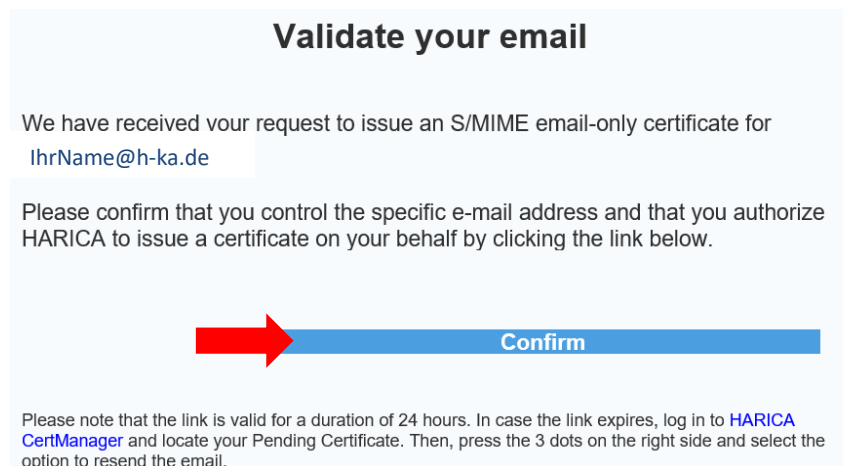 Validate your email
We have received your request to issue an S/MIME email-only certificate for
IhrName@h-ka.de
Please confirm that you control the specific e-mail address and that you authorize
HARICA to issue a certificate on your behalf by clicking the link below.
Confirm
Please note that the link is valid for a duration of 24 hours. In case the link expires, log in to HARICA
CertManager and locate your Pending Certificate. Then, press the 3 dots on the right side and select the
option to resend the email.